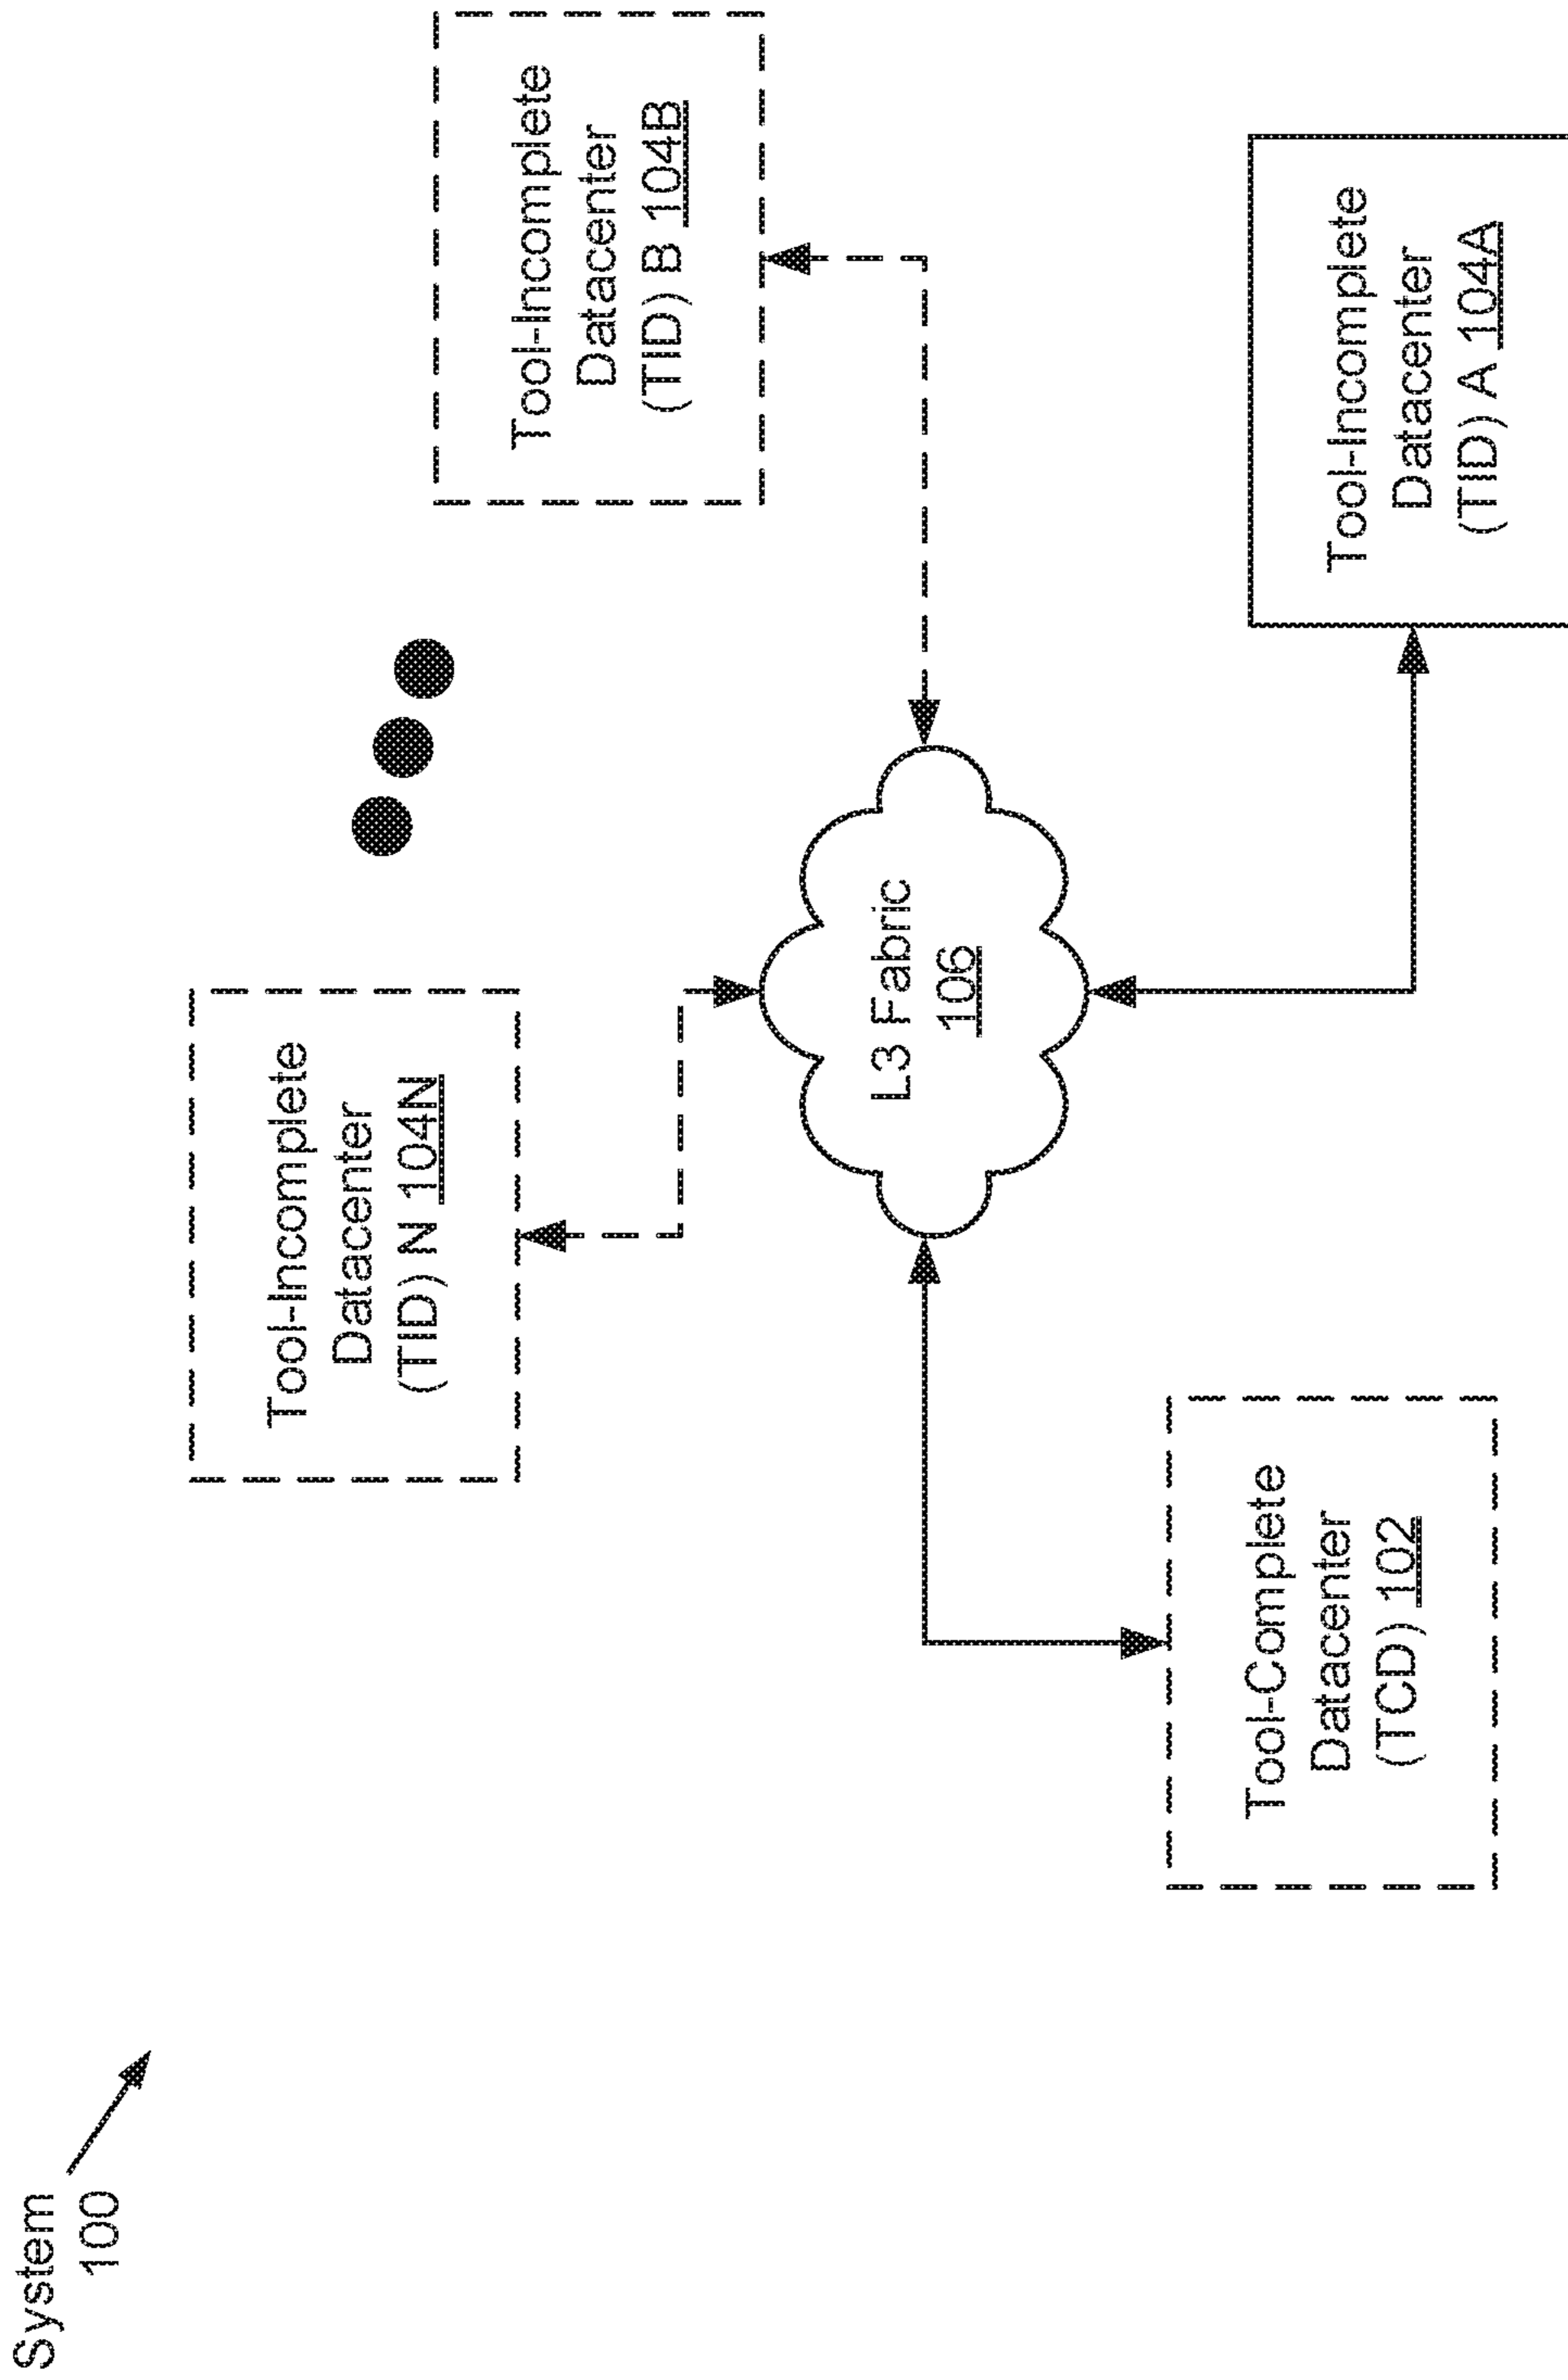 System
100
Tool-Incomplete
Datacenter
(TID) N 104N
Tool-Incomplete
Datacenter
(TID) B 104B
L3 Fabric
106
Tool-Complete
Datacenter
(TCD) 102
Tool-Incomplete
Datacenter
(TID) A 104A